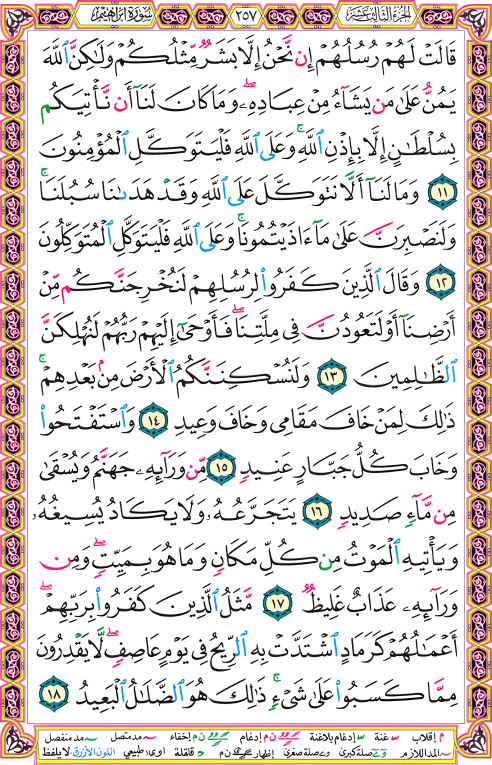 الجزء الثالث عشر ٢٥٧ سورة إبراهيم
قَالَتْ لَهُمْ رُسُلُهُمْ إِن نَّحْنُ إِلَّا بَشَرٌ مِّثْلُكُمْ وَلَٰكِنَّ ٱللَّهَ
يَمُنُّ عَلَىٰ مَن يَشَآءُ مِنْ عِبَادِهِۦ ۖ وَمَا كَانَ لَنَآ أَن نَّأْتِيَكُم
بِسُلْطَٰنٍ إِلَّا بِإِذْنِ ٱللَّهِ ۚ وَعَلَى ٱللَّهِ فَلْيَتَوَكَّلِ ٱلْمُؤْمِنُونَ
١١ وَمَا لَنَآ أَلَّا نَتَوَكَّلَ عَلَى ٱللَّهِ وَقَدْ هَدَىٰنَا سُبُلَنَا ۚ
وَلَنَصْبِرَنَّ عَلَىٰ مَآ ءَاذَيْتُمُونَا ۚ وَعَلَى ٱللَّهِ فَلْيَتَوَكَّلِ ٱلْمُتَوَكِّلُونَ
١٢ وَقَالَ ٱلَّذِينَ كَفَرُوا۟ لِرُسُلِهِمْ لَنُخْرِجَنَّكُم مِّنْ
أَرْضِنَآ أَوْ لَتَعُودُنَّ فِى مِلَّتِنَا ۖ فَأَوْحَىٰٓ إِلَيْهِمْ رَبُّهُمْ لَنُهْلِكَنَّ
ٱلظَّٰلِمِينَ ١٣ وَلَنُسْكِنَنَّكُمُ ٱلْأَرْضَ مِنۢ بَعْدِهِمْ ۚ
ذَٰلِكَ لِمَنْ خَافَ مَقَامِى وَخَافَ وَعِيدِ ١٤ وَٱسْتَفْتَحُوا۟
وَخَابَ كُلُّ جَبَّارٍ عَنِيدٍ ١٥ مِّن وَرَآئِهِۦ جَهَنَّمُ وَيُسْقَىٰ
مِن مَّآءٍ صَدِيدٍ ١٦ يَتَجَرَّعُهُۥ وَلَا يَكَادُ يُسِيغُهُۥ
وَيَأْتِيهِ ٱلْمَوْتُ مِن كُلِّ مَكَانٍ وَمَا هُوَ بِمَيِّتٍ ۖ وَمِن
وَرَآئِهِۦ عَذَابٌ غَلِيظٌ ١٧ مَّثَلُ ٱلَّذِينَ كَفَرُوا۟ بِرَبِّهِمْ ۖ
أَعْمَٰلُهُمْ كَرَمَادٍ ٱشْتَدَّتْ بِهِ ٱلرِّيحُ فِى يَوْمٍ عَاصِفٍ ۖ لَّا يَقْدِرُونَ
مِمَّا كَسَبُوا۟ عَلَىٰ شَىْءٍ ۚ ذَٰلِكَ هُوَ ٱلضَّلَٰلُ ٱلْبَعِيدُ ١٨
م إقلاب غنة إدغام بلاغنة ن م إدغام ن م إخفاء مد متصل مد منفصل
المد اللازم صلة كبرى صلة صغرى إظهار ن م قلقلة او ى طبيعي اللون الأزرق لا يلفظ